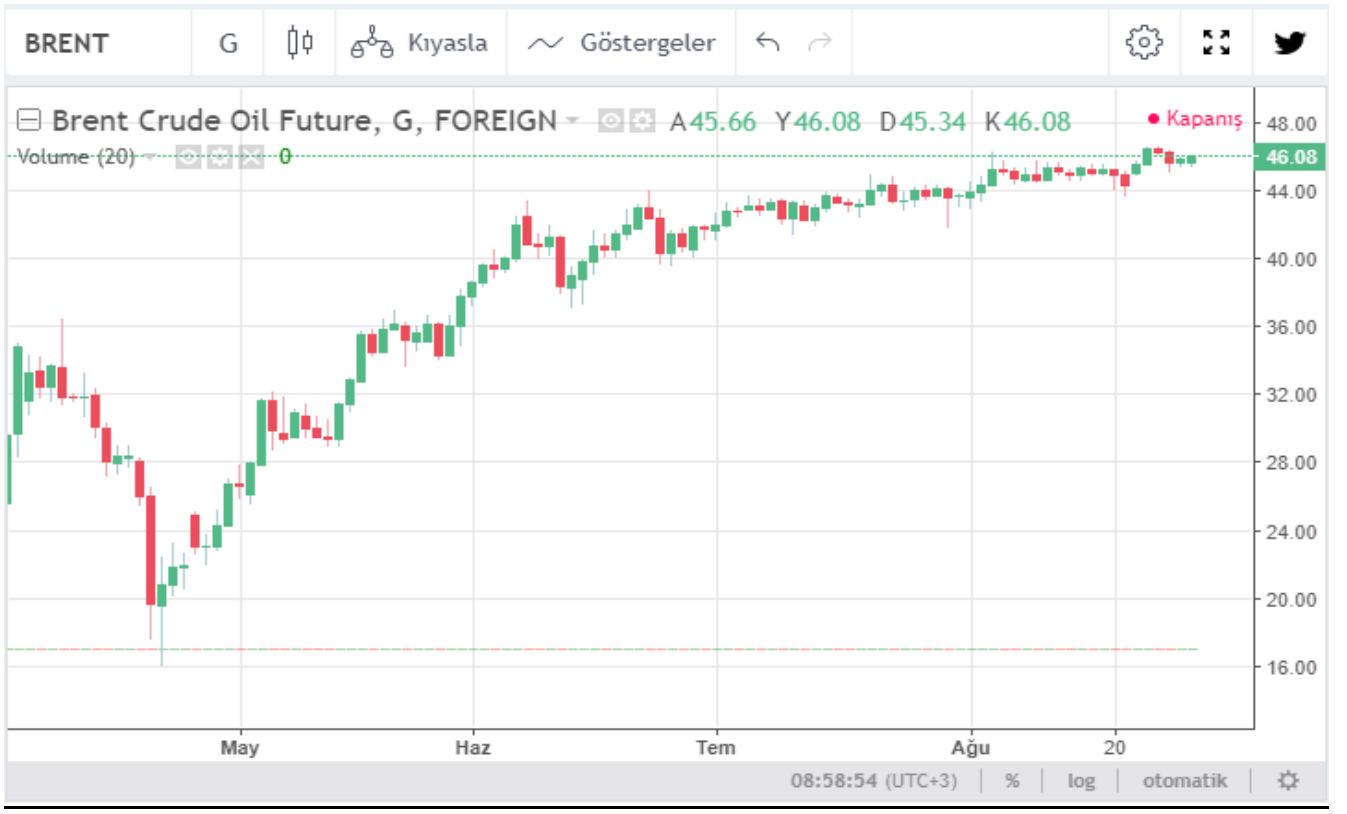 BRENT G Kıyasla Göstergeler
Brent Crude Oil Future, G, FOREIGN A45.66 Y46.08 D45.34 K46.08 Kapanış
Volume (20) 0
48.00
46.08
44.00
40.00
36.00
32.00
28.00
24.00
20.00
16.00
May Haz Tem Ağu 20
08:58:54 (UTC+3) % log otomatik